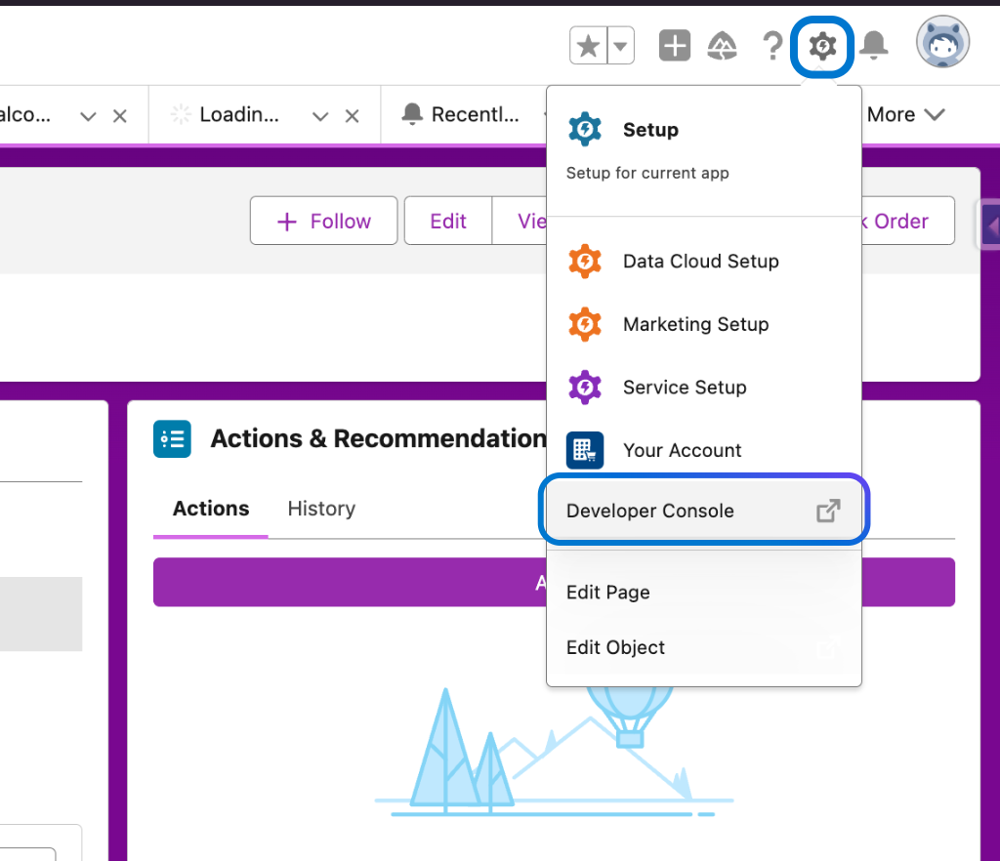 alco...
Loadin...
Recentl...
More
Setup
Setup for current app
Follow
Edit
Vie
k Order
Data Cloud Setup
Marketing Setup
Service Setup
Your Account
Actions & Recommendation
Developer Console
Actions
History
A
Edit Page
Edit Object